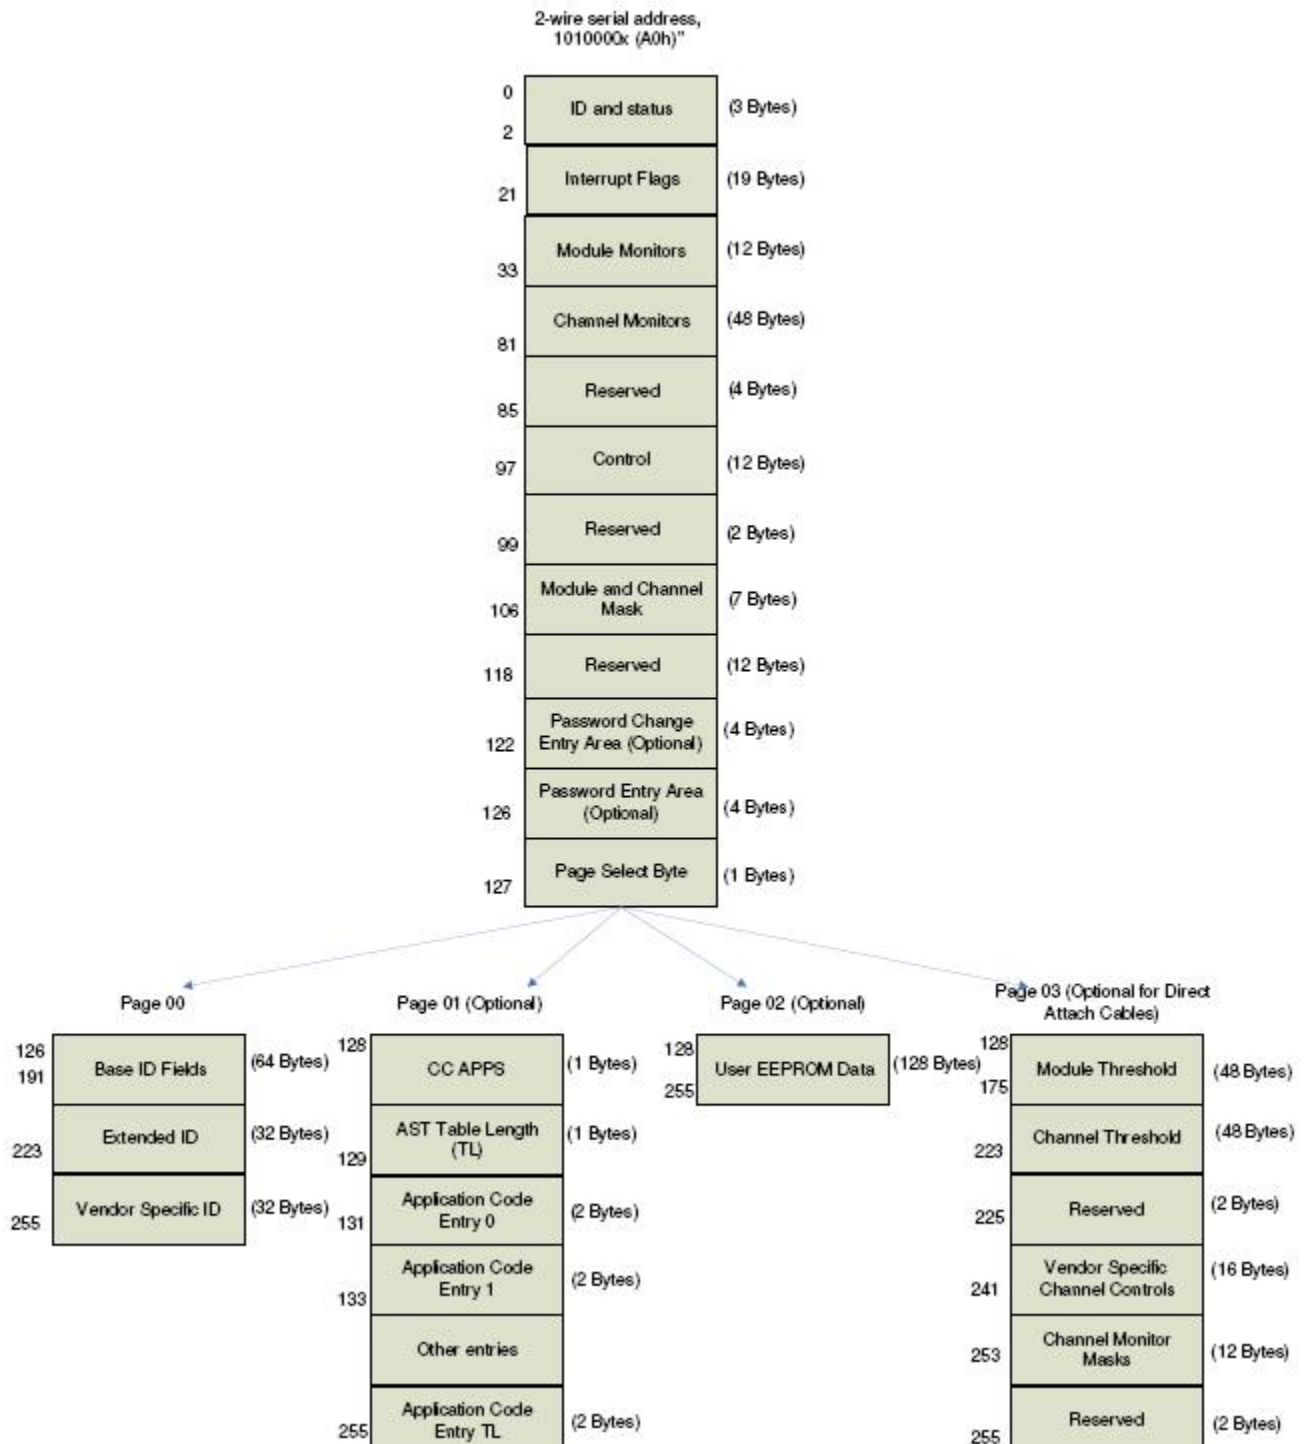 2-wire serial address,
1010000x (A0h)"
0
ID and status
(3 Bytes)
2
Interrupt Flags
(19 Bytes)
21
Module Monitors
(12 Bytes)
33
Channel Monitors
(48 Bytes)
81
Reserved
(4 Bytes)
85
Control
(12 Bytes)
97
Reserved
(2 Bytes)
99
Module and Channel
Mask
(7 Bytes)
106
Reserved
(12 Bytes)
118
Password Change
Entry Area (Optional)
(4 Bytes)
122
Password Entry Area
(Optional)
(4 Bytes)
126
Page Select Byte
(1 Bytes)
127
Page 00
126
191
Base ID Fields
(64 Bytes)
Extended ID
(32 Bytes)
223
Vendor Specific ID
(32 Bytes)
255
Page 01 (Optional)
128
CC APPS
(1 Bytes)
AST Table Length
(TL)
(1 Bytes)
129
Application Code
Entry 0
(2 Bytes)
131
Application Code
Entry 1
(2 Bytes)
133
Other entries
Application Code
Entry TL
(2 Bytes)
255
Page 02 (Optional)
128
User EEPROM Data
(128 Bytes)
255
Page 03 (Optional for Direct
Attach Cables)
128
Module Threshold
(48 Bytes)
175
Channel Threshold
(48 Bytes)
223
Reserved
(2 Bytes)
225
Vendor Specific
Channel Controls
(16 Bytes)
241
Channel Monitor
Masks
(12 Bytes)
253
Reserved
(2 Bytes)
255